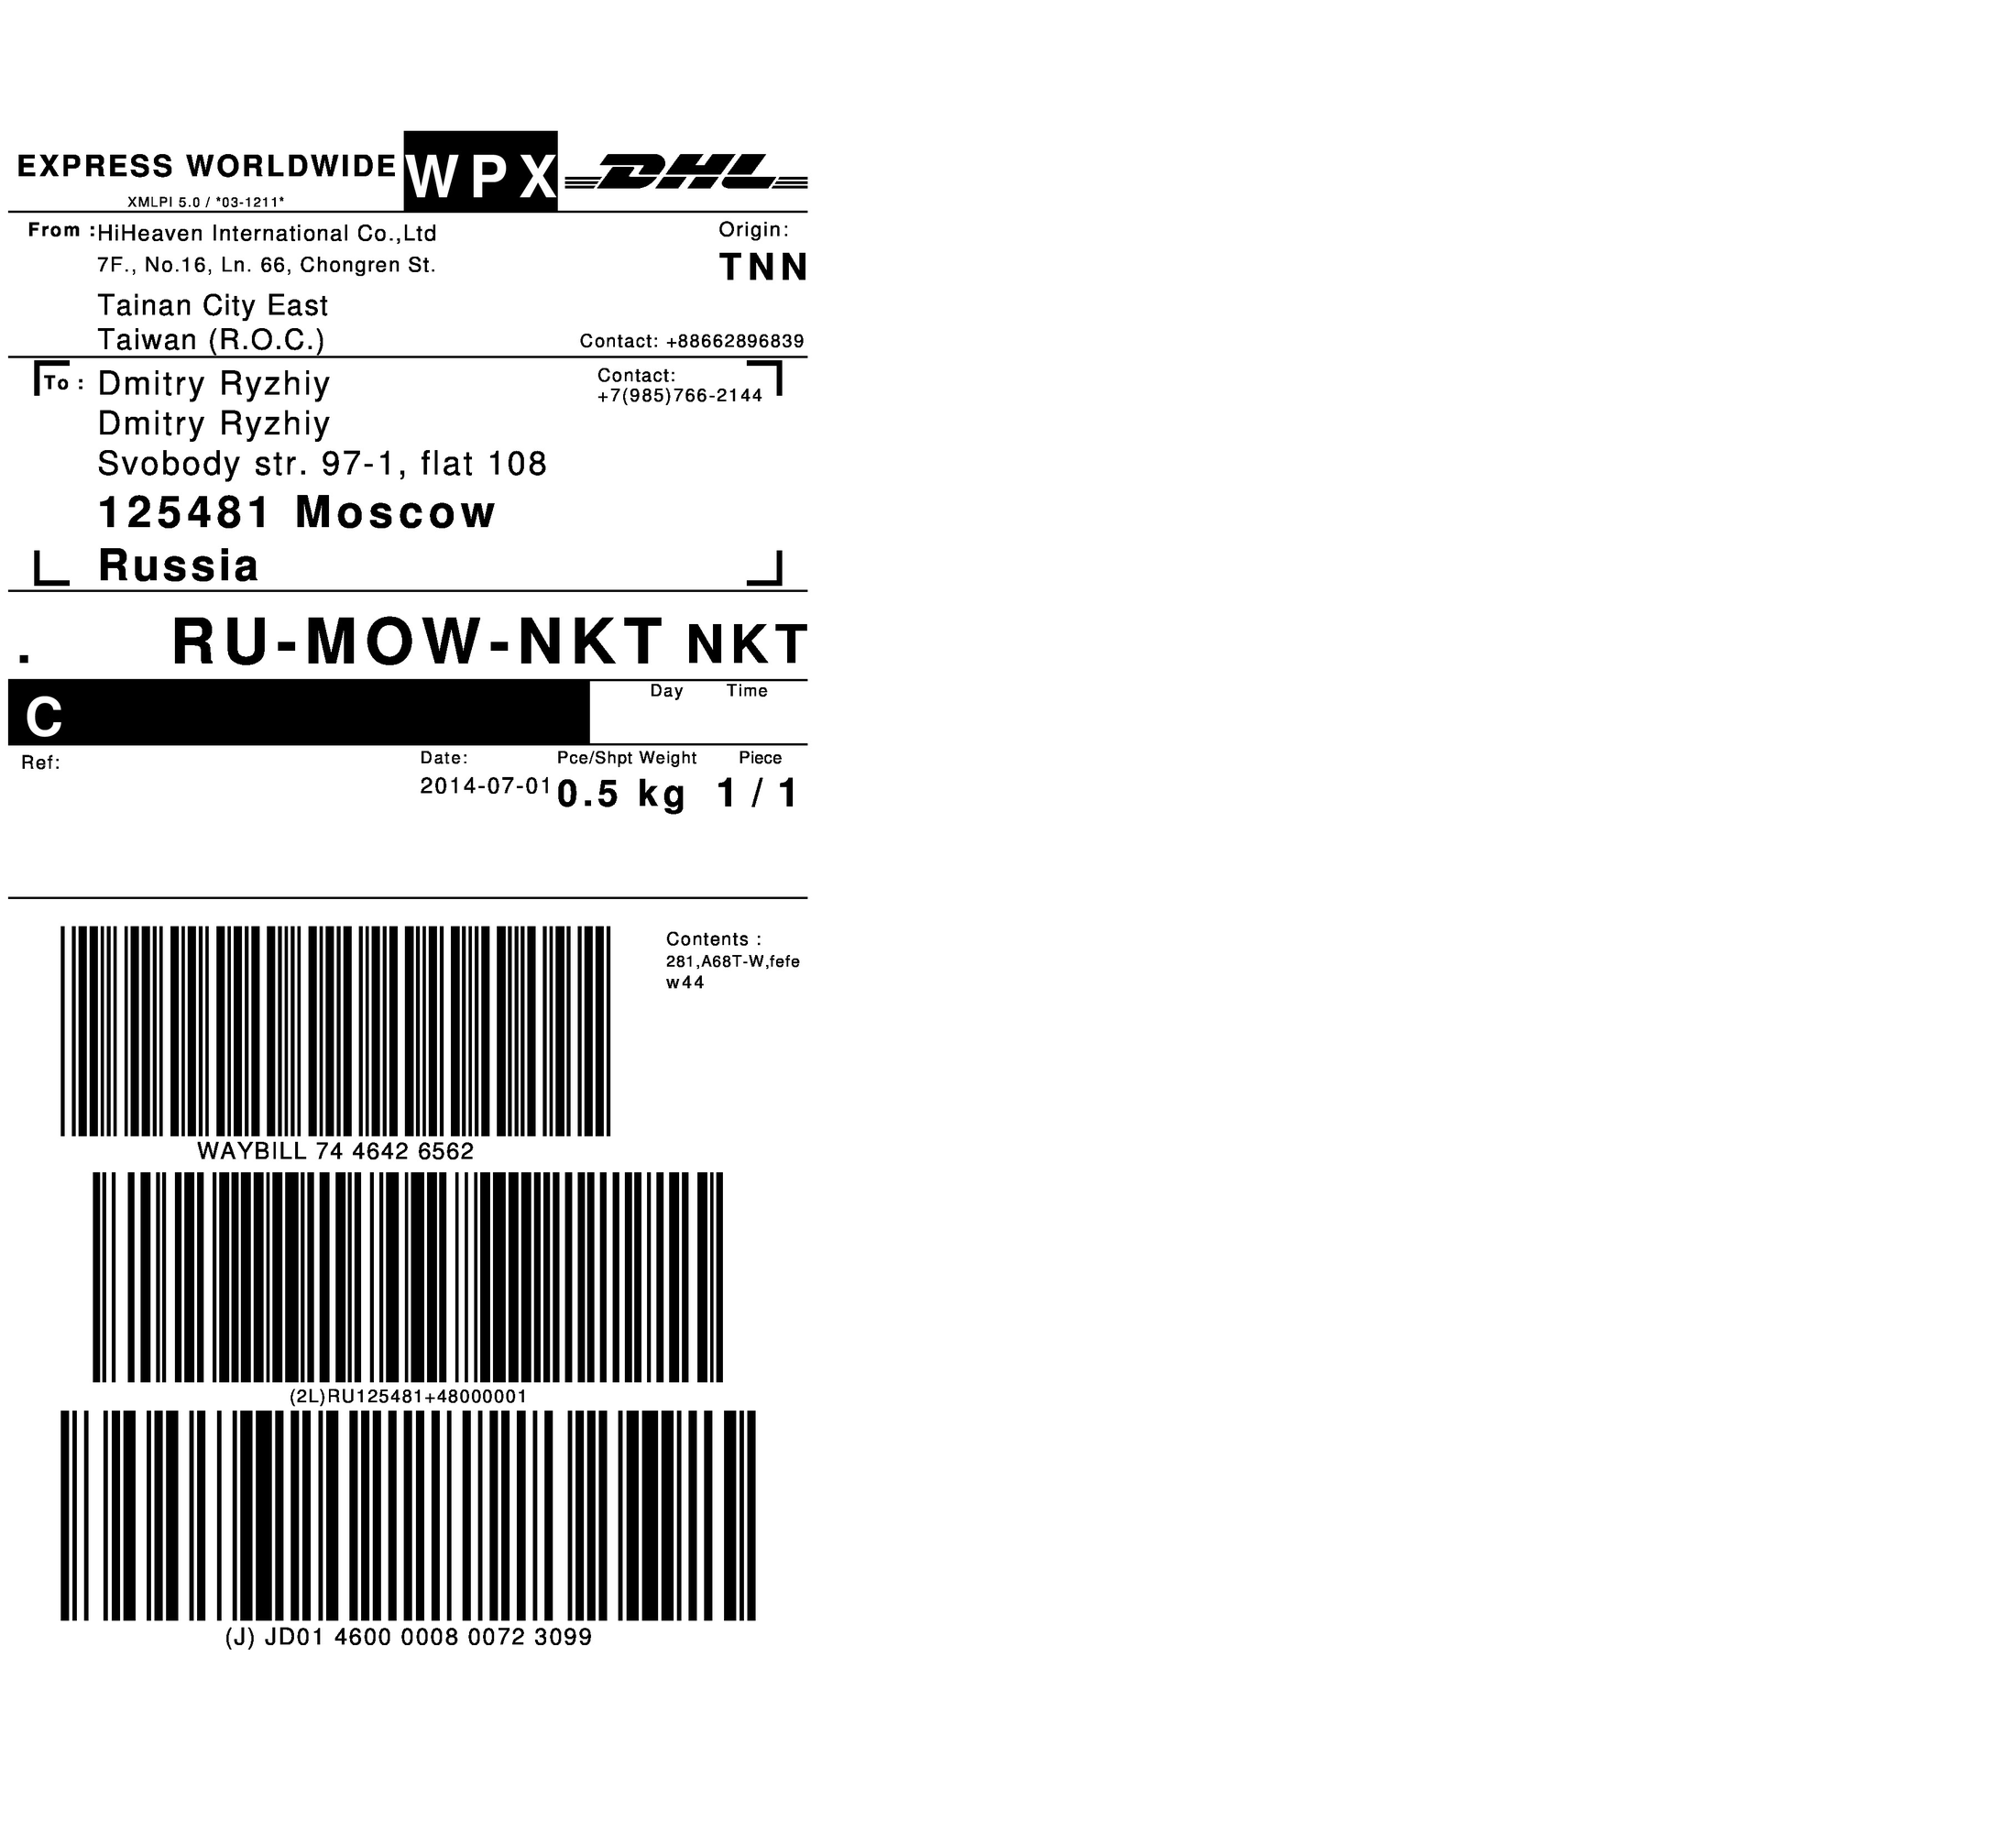 EXPRESS WORLDWIDE WPX DHL
XMLPI 5.0 / *03-1211*
From : HiHeaven International Co.,Ltd
Origin:
7F., No.16, Ln. 66, Chongren St.
TNN
Tainan City East
Taiwan (R.O.C.)
Contact: +88662896839
To : Dmitry Ryzhiy
Contact:
+7(985)766-2144
Dmitry Ryzhiy
Svobody str. 97-1, flat 108
125481 Moscow
Russia
. RU-MOW-NKT NKT
C
Day Time
Ref:
Date: Pce/Shpt Weight Piece
2014-07-01 0.5 kg 1 / 1
Contents :
281,A68T-W,fefe
w44
WAYBILL 74 4642 6562
(2L)RU125481+48000001
(J) JD01 4600 0008 0072 3099